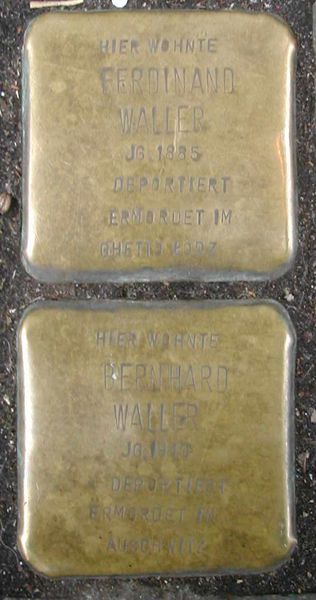 HIER WOHNTE
FERDINAND
WALLER
JG. 1885
DEPORTIERT
ERMORDET IM
GHETTO LODZ
HIER WOHNTE
BERNHARD
WALLER
JG.
DEPORTIERT
ERMORDET IN
AUSCHWITZ